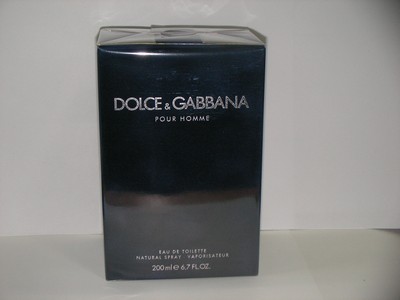 DOLCE & GABBANA
POUR HOMME
EAU DE TOILETTE
NATURAL SPRAY VAPORISATEUR
200 ml e 6.7 FL.OZ.